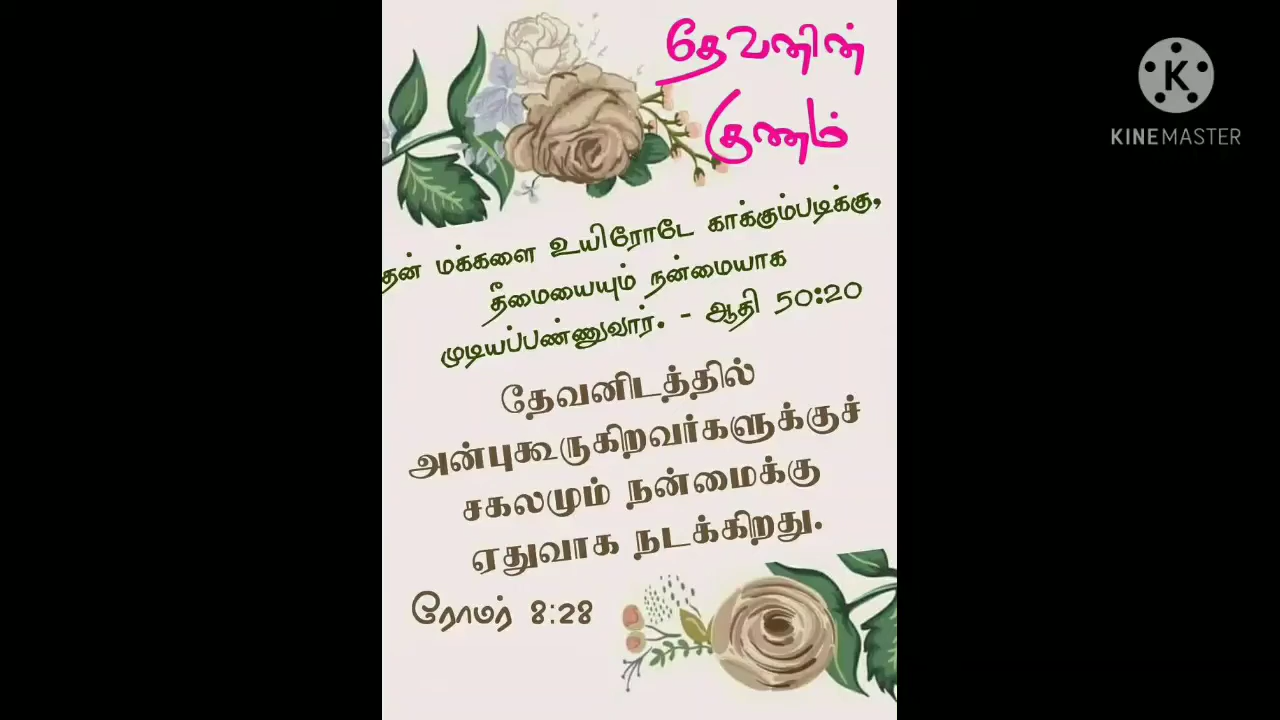 தேவனின்
குணம்
KINEMASTER
தன் மக்களை உயிரோடே காக்கும்படிக்கு,
தீமையையும் நன்மையாக
முடியப்பண்ணுவார். - ஆதி 50:20
தேவனிடத்தில்
அன்புகூருகிறவர்களுக்குச்
சகலமும் நன்மைக்கு
ஏதுவாக நடக்கிறது.
ரோமர் 8:28